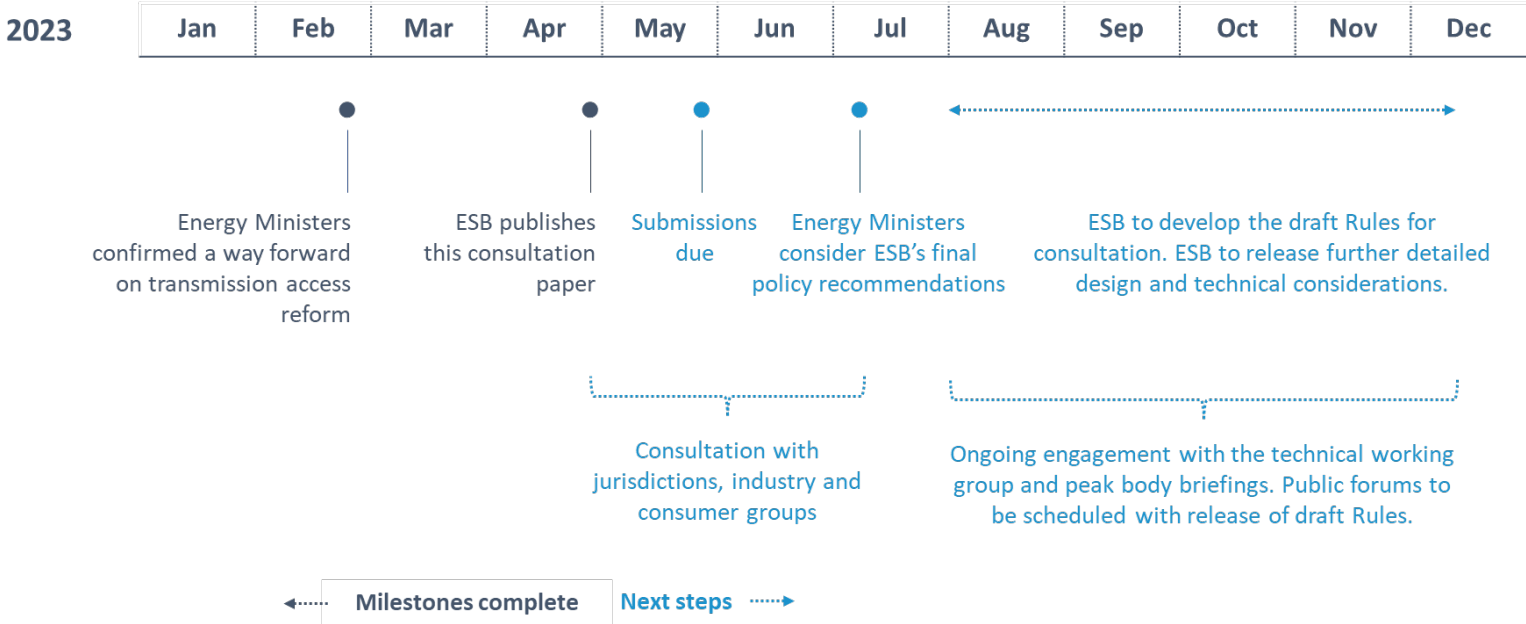 2023 Jan Feb Mar Apr May Jun Jul Aug Sep Oct Nov Dec
Energy Ministers
confirmed a way forward
on transmission access
reform
ESB publishes
this consultation
paper
Submissions
due
Energy Ministers
consider ESB’s final
policy recommendations
ESB to develop the draft Rules for
consultation. ESB to release further detailed
design and technical considerations.
Consultation with
jurisdictions, industry and
consumer groups
Ongoing engagement with the technical working
group and peak body briefings. Public forums to
be scheduled with release of draft Rules.
Milestones complete Next steps